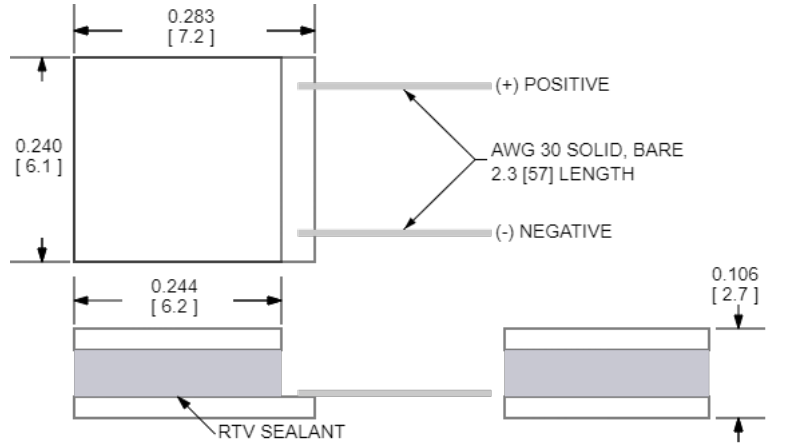 0.283
[ 7.2 ]
(+) POSITIVE
0.240
[ 6.1 ]
AWG 30 SOLID, BARE
2.3 [57] LENGTH
(-) NEGATIVE
0.244
[ 6.2 ]
0.106
[ 2.7 ]
RTV SEALANT